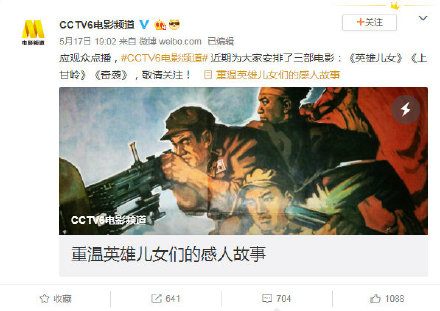 电影频道
CCTV6电影频道
+关注
5月17日 19:02 来自 微博 weibo.com 已编辑
应观众点播，#CCTV6电影频道# 近期为大家安排了三部电影：《英雄儿女》《上
甘岭》《奇袭》，敬请关注！ 重温英雄儿女们的感人故事
CCTV6电影频道
重温英雄儿女们的感人故事
收藏 641 704 1088